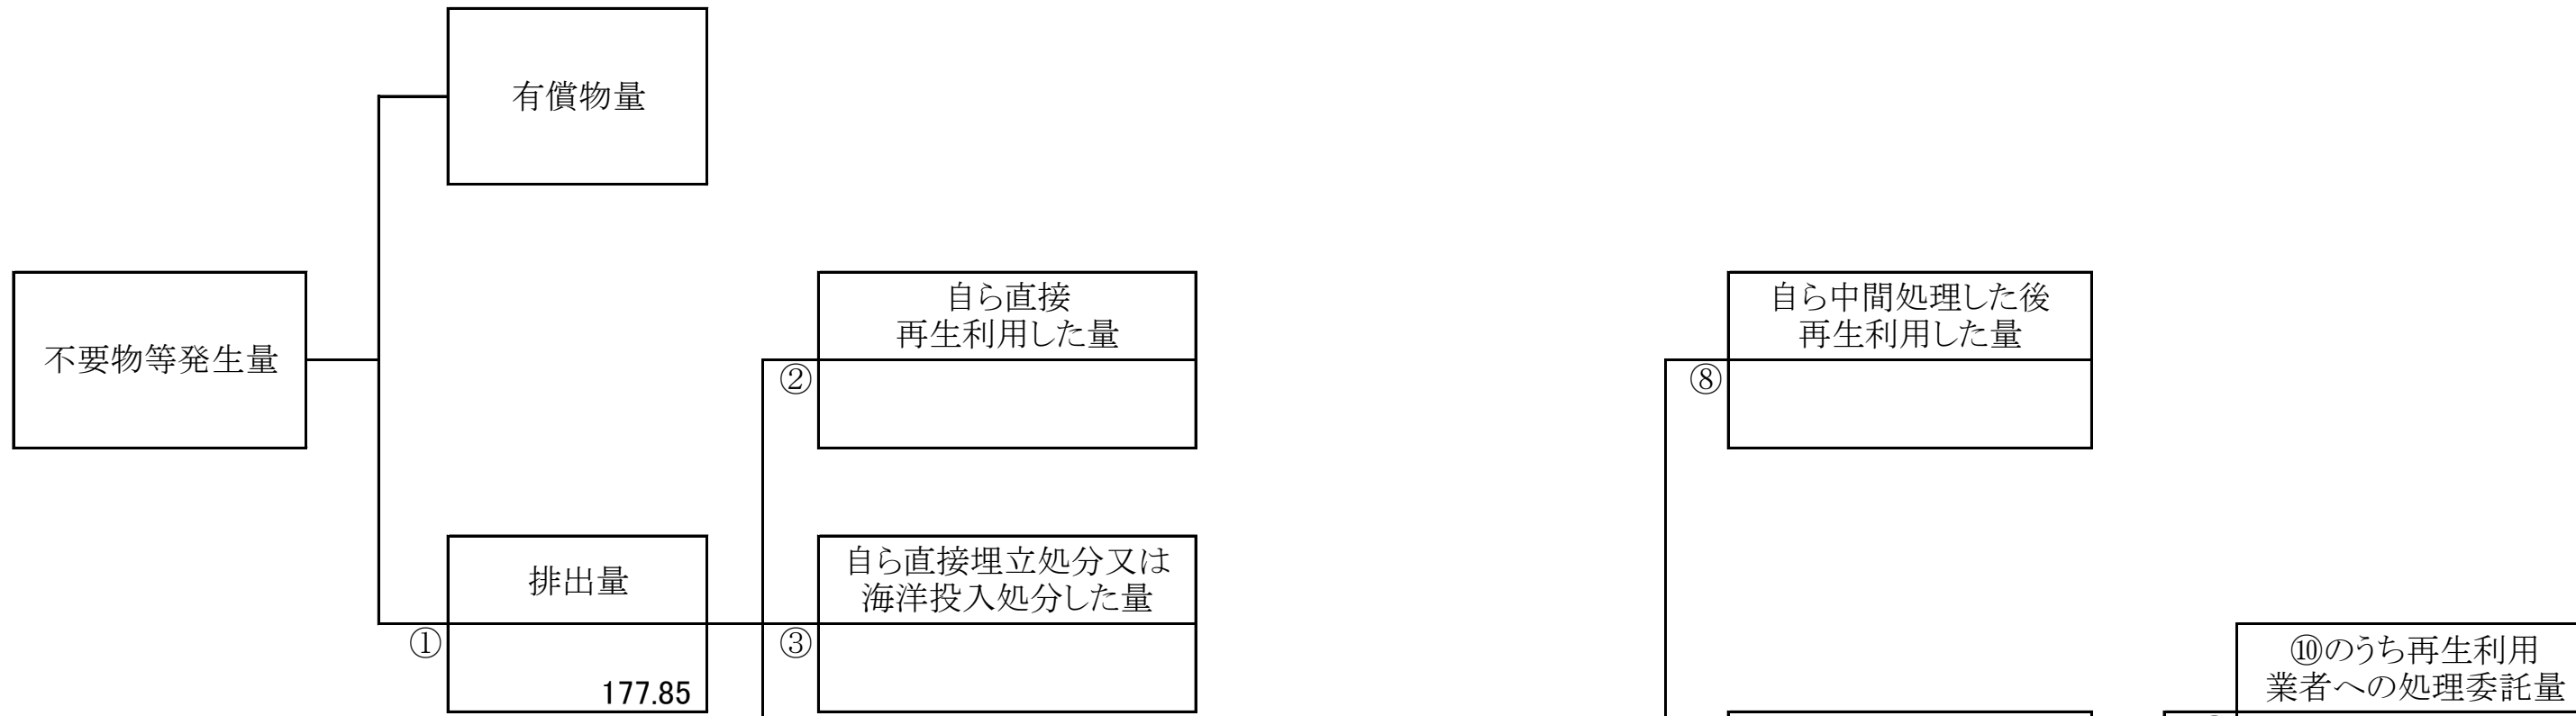 有償物量
自ら直接
再生利用した量
自ら中間処理した後
再生利用した量
不要物等発生量
②
⑧
排出量
自ら直接埋立処分又は
海洋投入処分した量
①
③
177.85
⑩のうち再生利用
業者への処理委託量